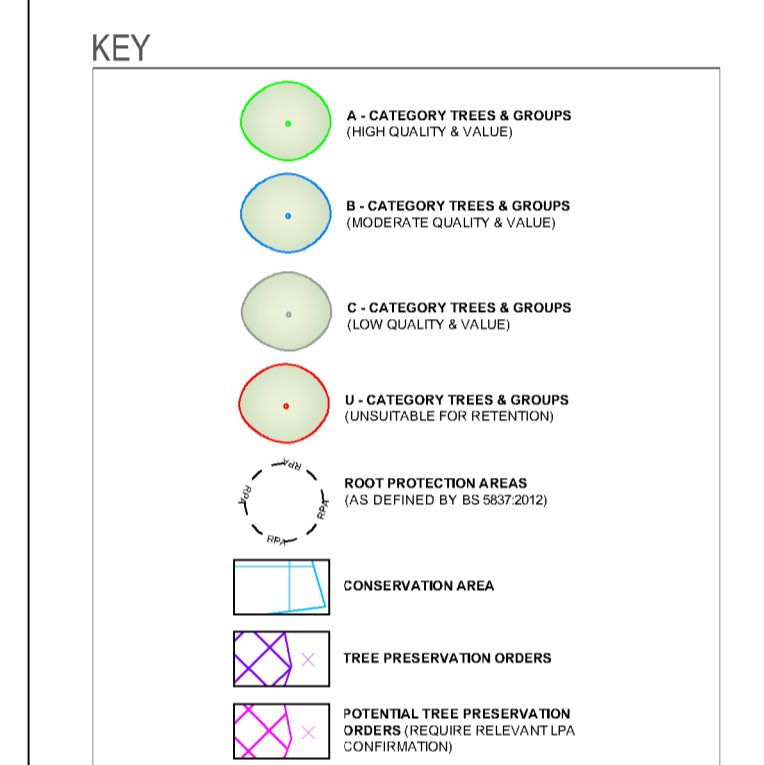 KEY
A - CATEGORY TREES & GROUPS
(HIGH QUALITY & VALUE)
B - CATEGORY TREES & GROUPS
(MODERATE QUALITY & VALUE)
C - CATEGORY TREES & GROUPS
(LOW QUALITY & VALUE)
U - CATEGORY TREES & GROUPS
(UNSUITABLE FOR RETENTION)
RPA
RPA
RPA
RPA
ROOT PROTECTION AREAS
(AS DEFINED BY BS 5837:2012)
CONSERVATION AREA
TREE PRESERVATION ORDERS
POTENTIAL TREE PRESERVATION
ORDERS (REQUIRE RELEVANT LPA
CONFIRMATION)